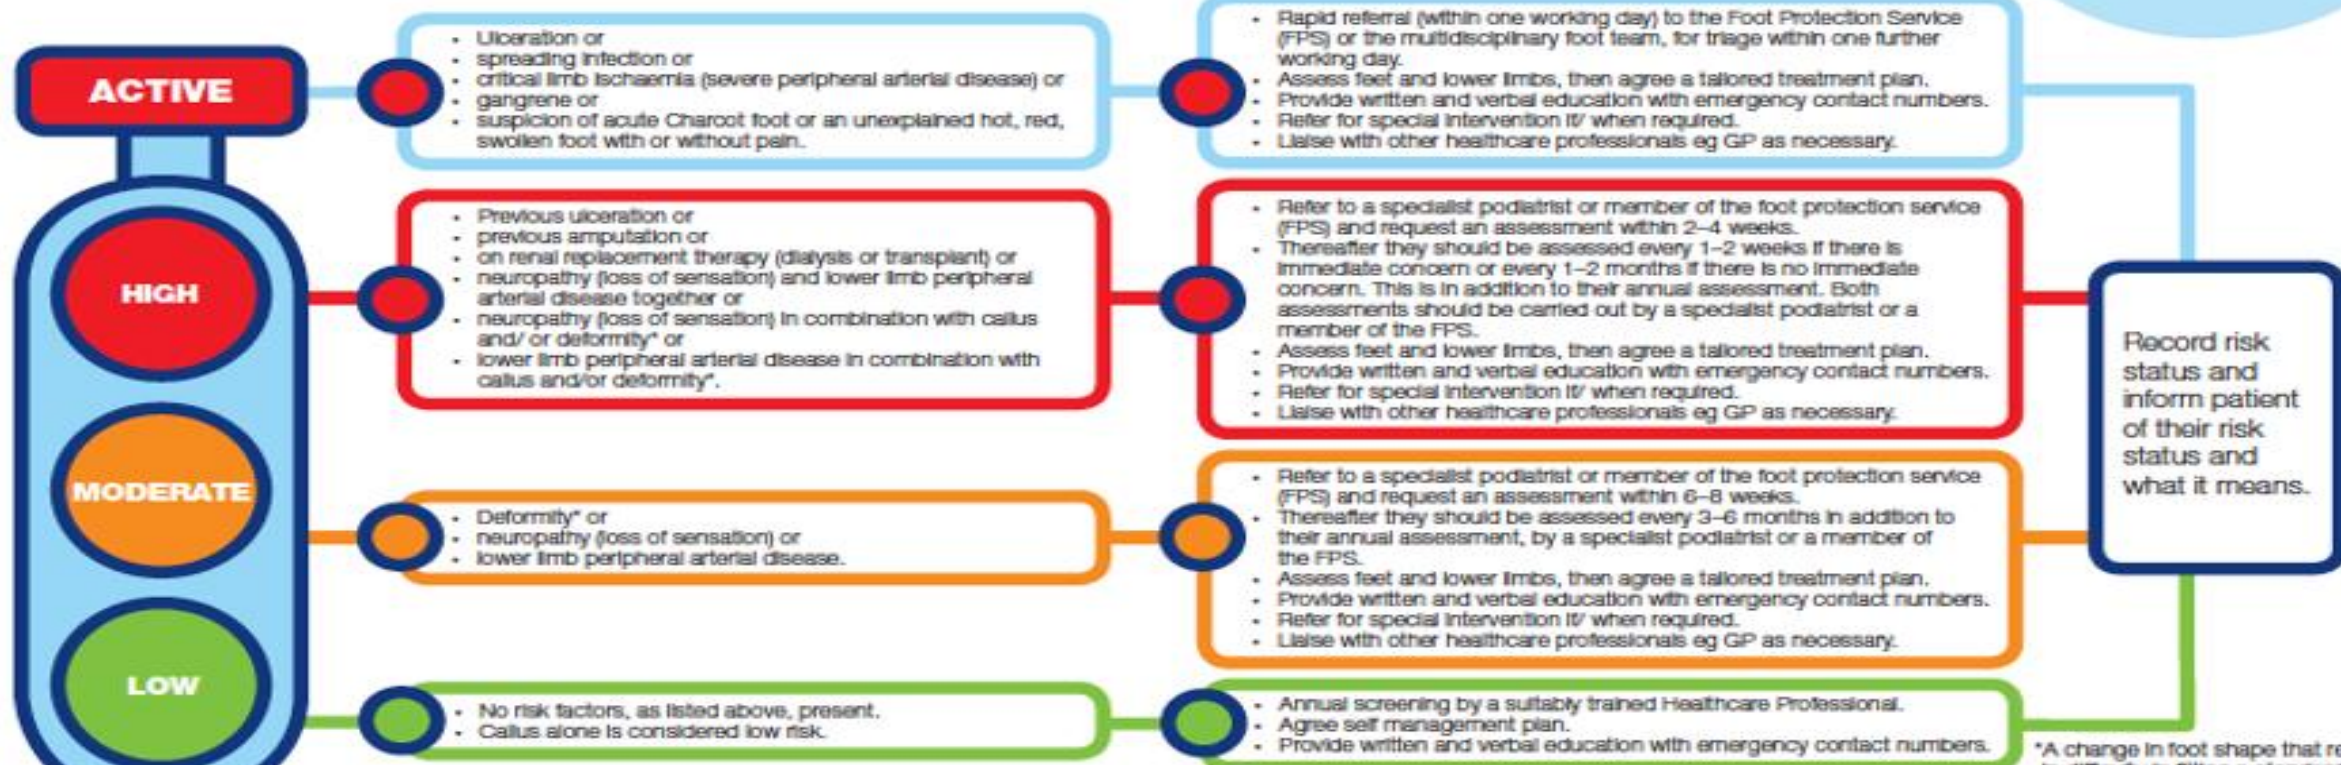 ACTIVE
• Ulceration or
• spreading infection or
• critical limb ischaemia (severe peripheral arterial disease) or
• gangrene or
• suspicion of acute Charcot foot or an unexplained hot, red,
swollen foot with or without pain.
• Rapid referral (within one working day) to the Foot Protection Service
(FPS) or the multidisciplinary foot team, for triage within one further
working day.
• Assess feet and lower limbs, then agree a tailored treatment plan.
• Provide written and verbal education with emergency contact numbers.
• Refer for special intervention if/ when required.
• Liaise with other healthcare professionals eg GP as necessary.
HIGH
• Previous ulceration or
• previous amputation or
• on renal replacement therapy (dialysis or transplant) or
• neuropathy (loss of sensation) and lower limb peripheral
arterial disease together or
• neuropathy (loss of sensation) in combination with callus
and/ or deformity* or
• lower limb peripheral arterial disease in combination with
callus and/or deformity*.
• Refer to a specialist podiatrist or member of the foot protection service
(FPS) and request an assessment within 2–4 weeks.
• Thereafter they should be assessed every 1–2 weeks if there is
immediate concern or every 1–2 months if there is no immediate
concern. This is in addition to their annual assessment. Both
assessments should be carried out by a specialist podiatrist or a
member of the FPS.
• Assess feet and lower limbs, then agree a tailored treatment plan.
• Provide written and verbal education with emergency contact numbers.
• Refer for special intervention if/ when required.
• Liaise with other healthcare professionals eg GP as necessary.
MODERATE
• Deformity* or
• neuropathy (loss of sensation) or
• lower limb peripheral arterial disease.
• Refer to a specialist podiatrist or member of the foot protection service
(FPS) and request an assessment within 6–8 weeks.
• Thereafter they should be assessed every 3–6 months in addition to
their annual assessment, by a specialist podiatrist or a member of
the FPS.
• Assess feet and lower limbs, then agree a tailored treatment plan.
• Provide written and verbal education with emergency contact numbers.
• Refer for special intervention if/ when required.
• Liaise with other healthcare professionals eg GP as necessary.
LOW
• No risk factors, as listed above, present.
• Callus alone is considered low risk.
• Annual screening by a suitably trained Healthcare Professional.
• Agree self management plan.
• Provide written and verbal education with emergency contact numbers.
Record risk
status and
inform patient
of their risk
status and
what it means.
*A change in foot shape that